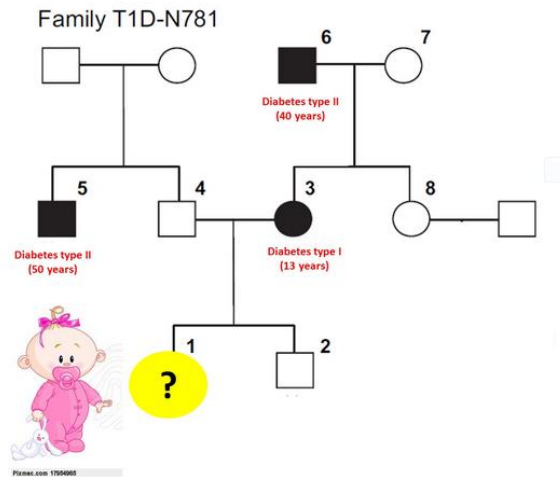 Family T1D-N781
6
7
Diabetes type II
(40 years)
5
4
3
8
Diabetes type II
(50 years)
Diabetes type I
(13 years)
1
2
?
Pixmac.com 17984965